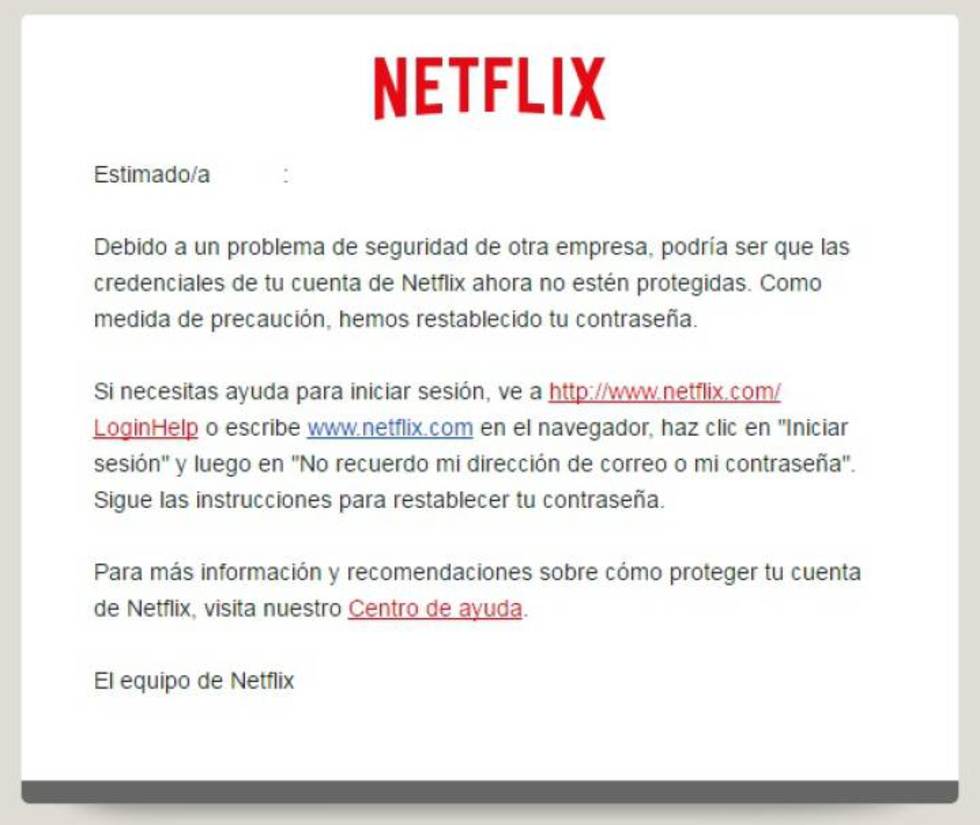 NETFLIX
Estimado/a :
Debido a un problema de seguridad de otra empresa, podría ser que las
credenciales de tu cuenta de Netflix ahora no estén protegidas. Como
medida de precaución, hemos restablecido tu contraseña.
Si necesitas ayuda para iniciar sesión, ve a http://www.netflix.com/
LoginHelp o escribe www.netflix.com en el navegador, haz clic en "Iniciar
sesión" y luego en "No recuerdo mi dirección de correo o mi contraseña".
Sigue las instrucciones para restablecer tu contraseña.
Para más información y recomendaciones sobre cómo proteger tu cuenta
de Netflix, visita nuestro Centro de ayuda.
El equipo de Netflix